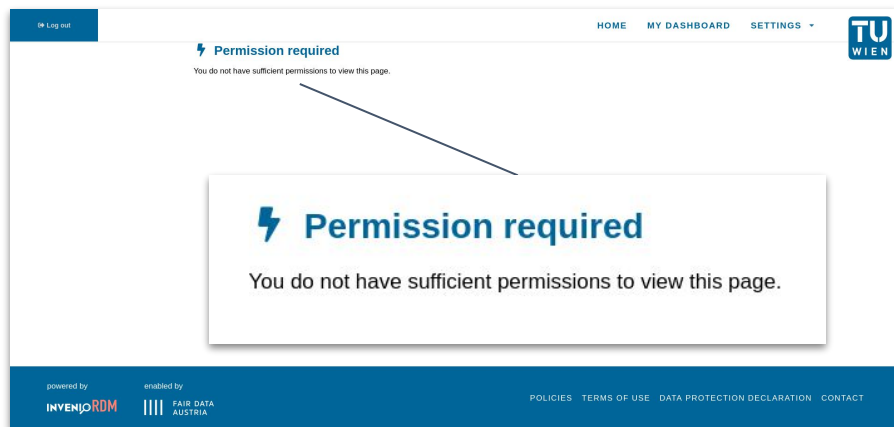 Log out
HOME MY DASHBOARD SETTINGS
TU
WIEN
Permission required
You do not have sufficient permissions to view this page.
Permission required
You do not have sufficient permissions to view this page.
powered by
INVENIORDM
enabled by
FAIR DATA
AUSTRIA
POLICIES TERMS OF USE DATA PROTECTION DECLARATION CONTACT